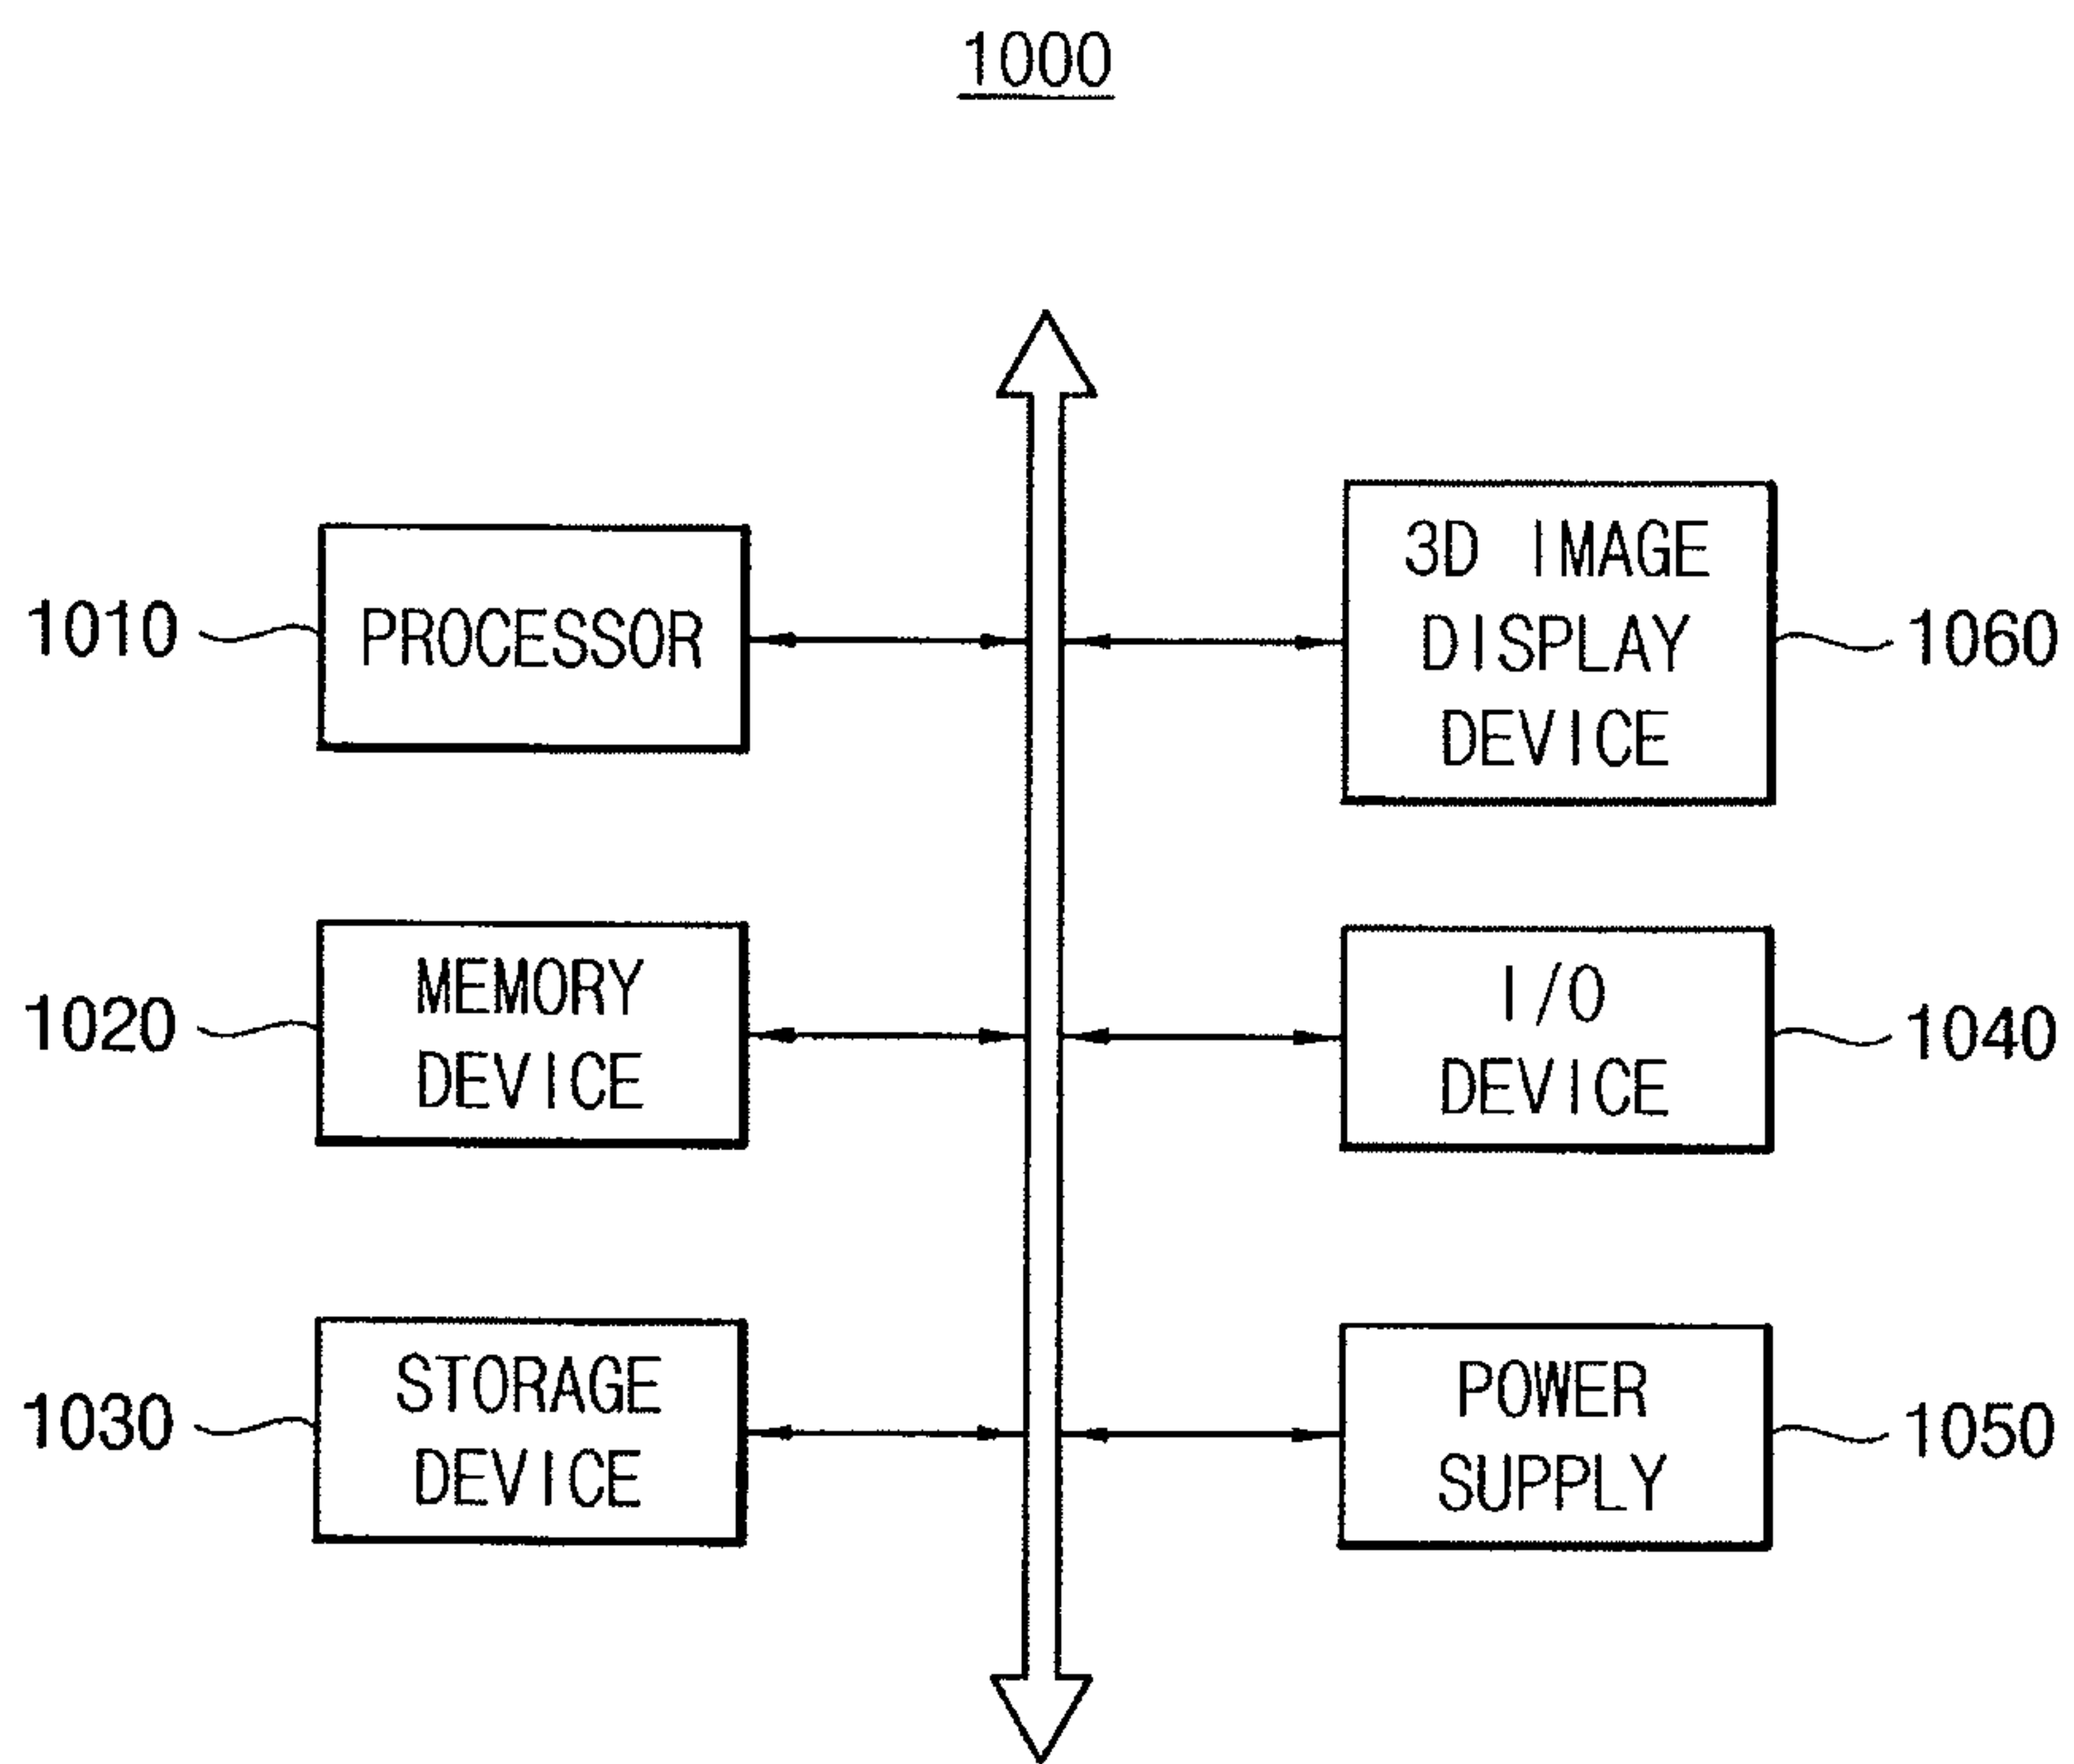 1000
1010
PROCESSOR
3D IMAGE
DISPLAY
DEVICE
1060
1020
MEMORY
DEVICE
I/O
DEVICE
1040
1030
STORAGE
DEVICE
POWER
SUPPLY
1050